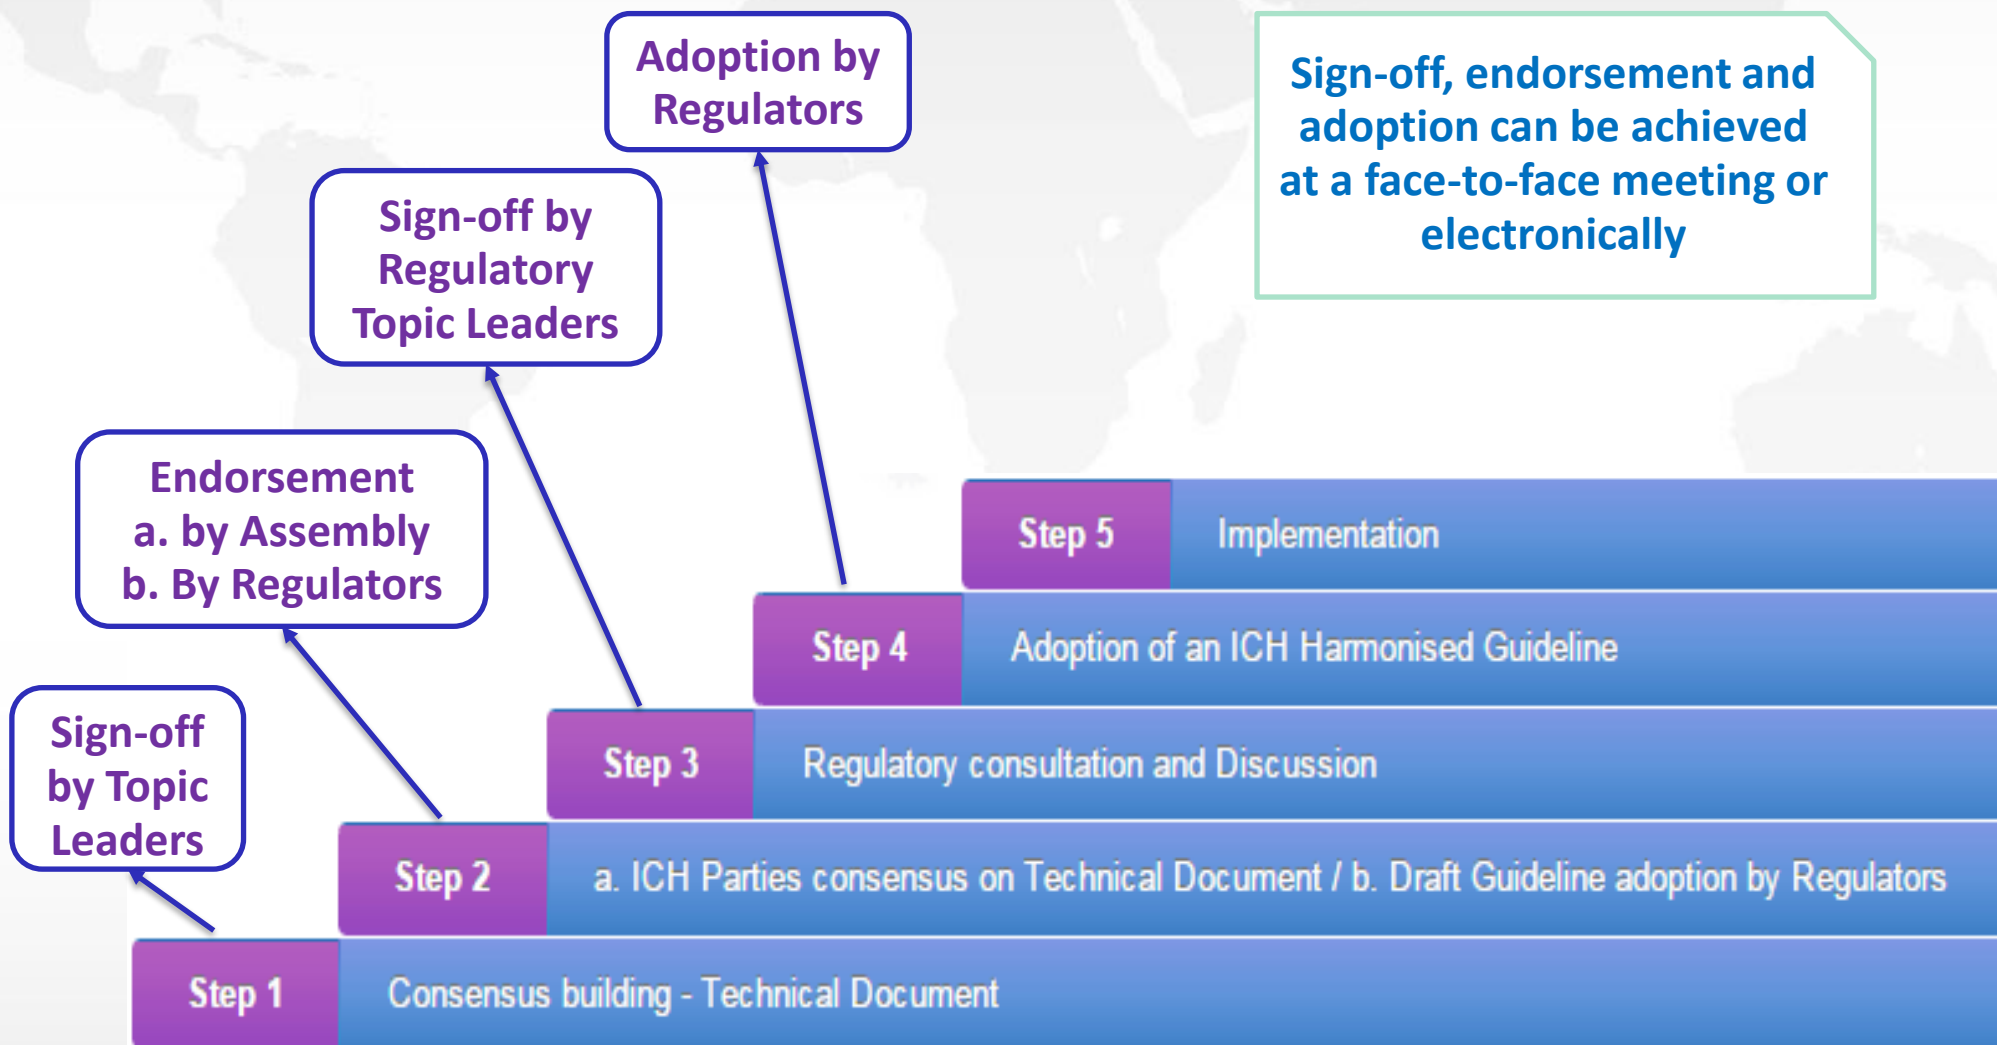 Adoption by
Regulators
Sign-off, endorsement and
adoption can be achieved
at a face-to-face meeting or
electronically
Sign-off by
Regulatory
Topic Leaders
Endorsement
a. by Assembly
b. By Regulators
Sign-off
by Topic
Leaders
Step 5 Implementation
Step 4 Adoption of an ICH Harmonised Guideline
Step 3 Regulatory consultation and Discussion
Step 2 a. ICH Parties consensus on Technical Document / b. Draft Guideline adoption by Regulators
Step 1 Consensus building - Technical Document